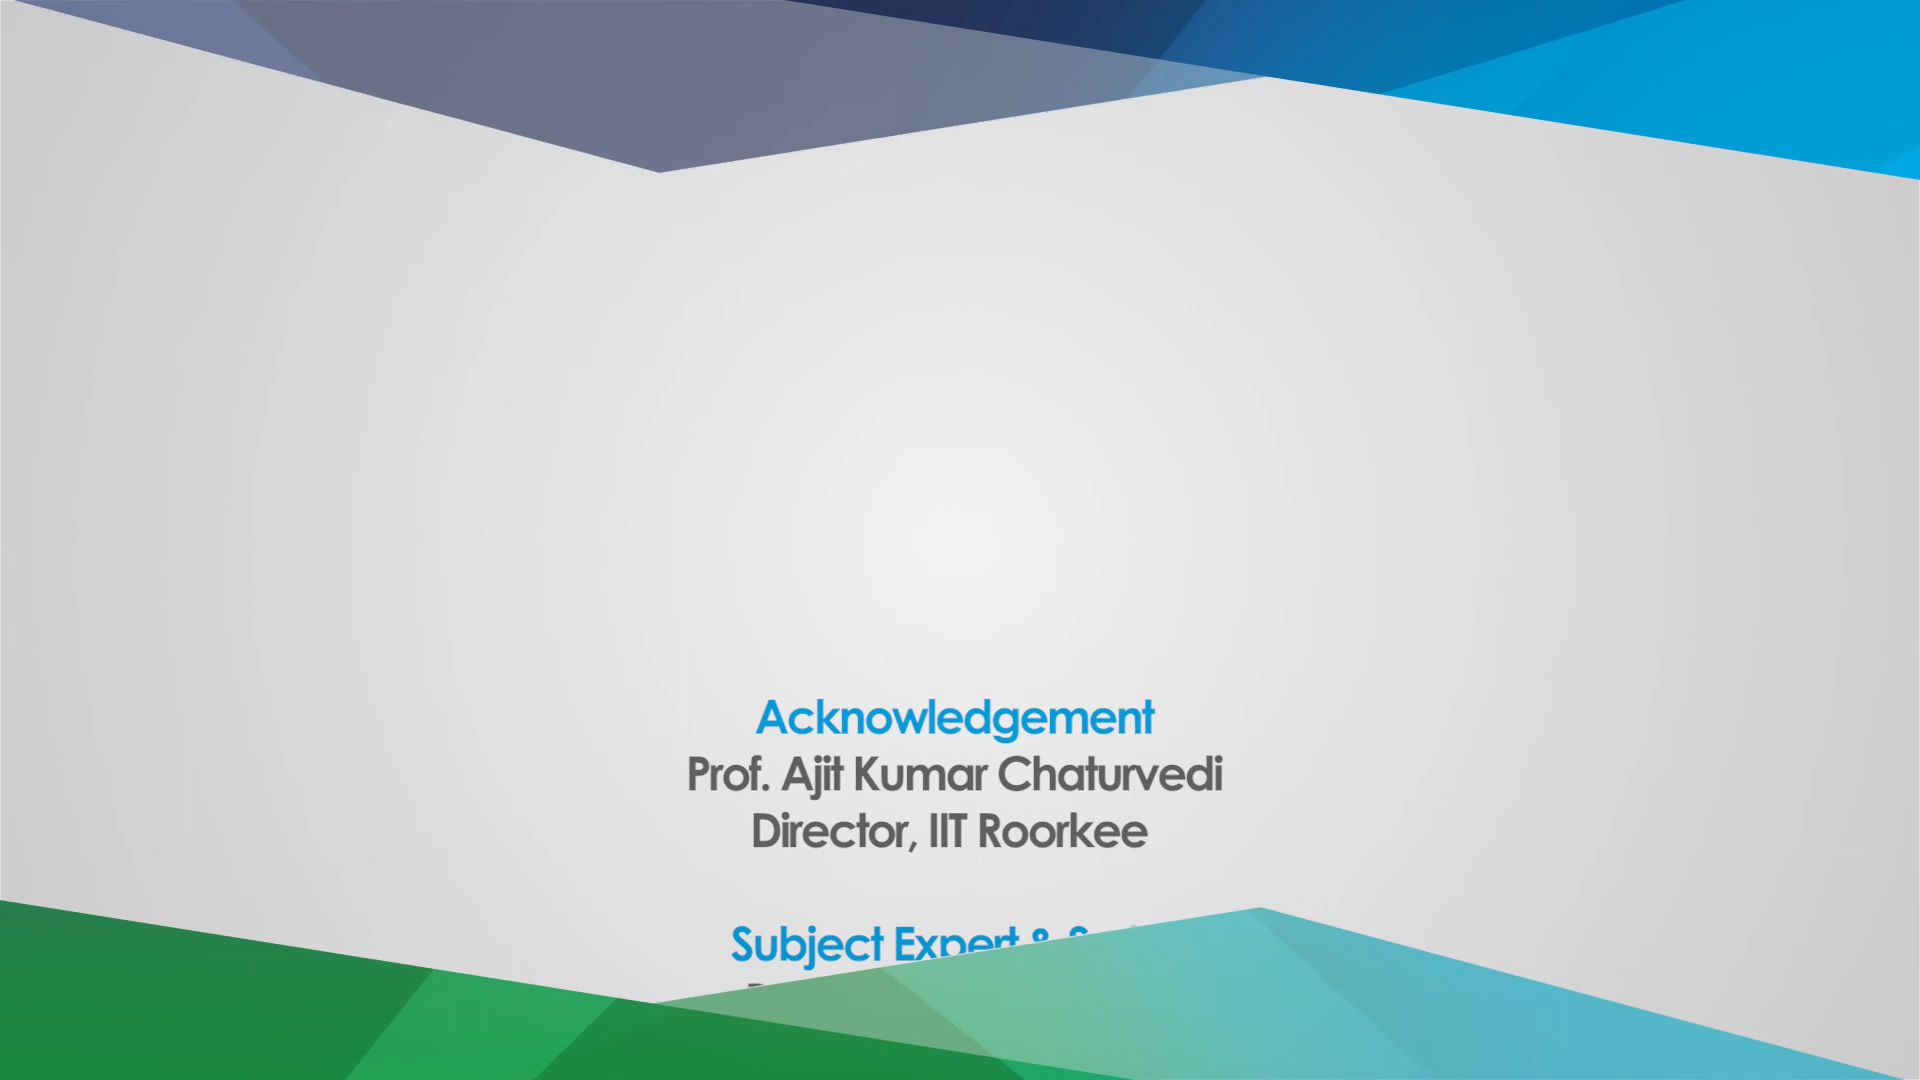 Acknowledgement
Prof. Ajit Kumar Chaturvedi
Director, IIT Roorkee
Subject Expert &